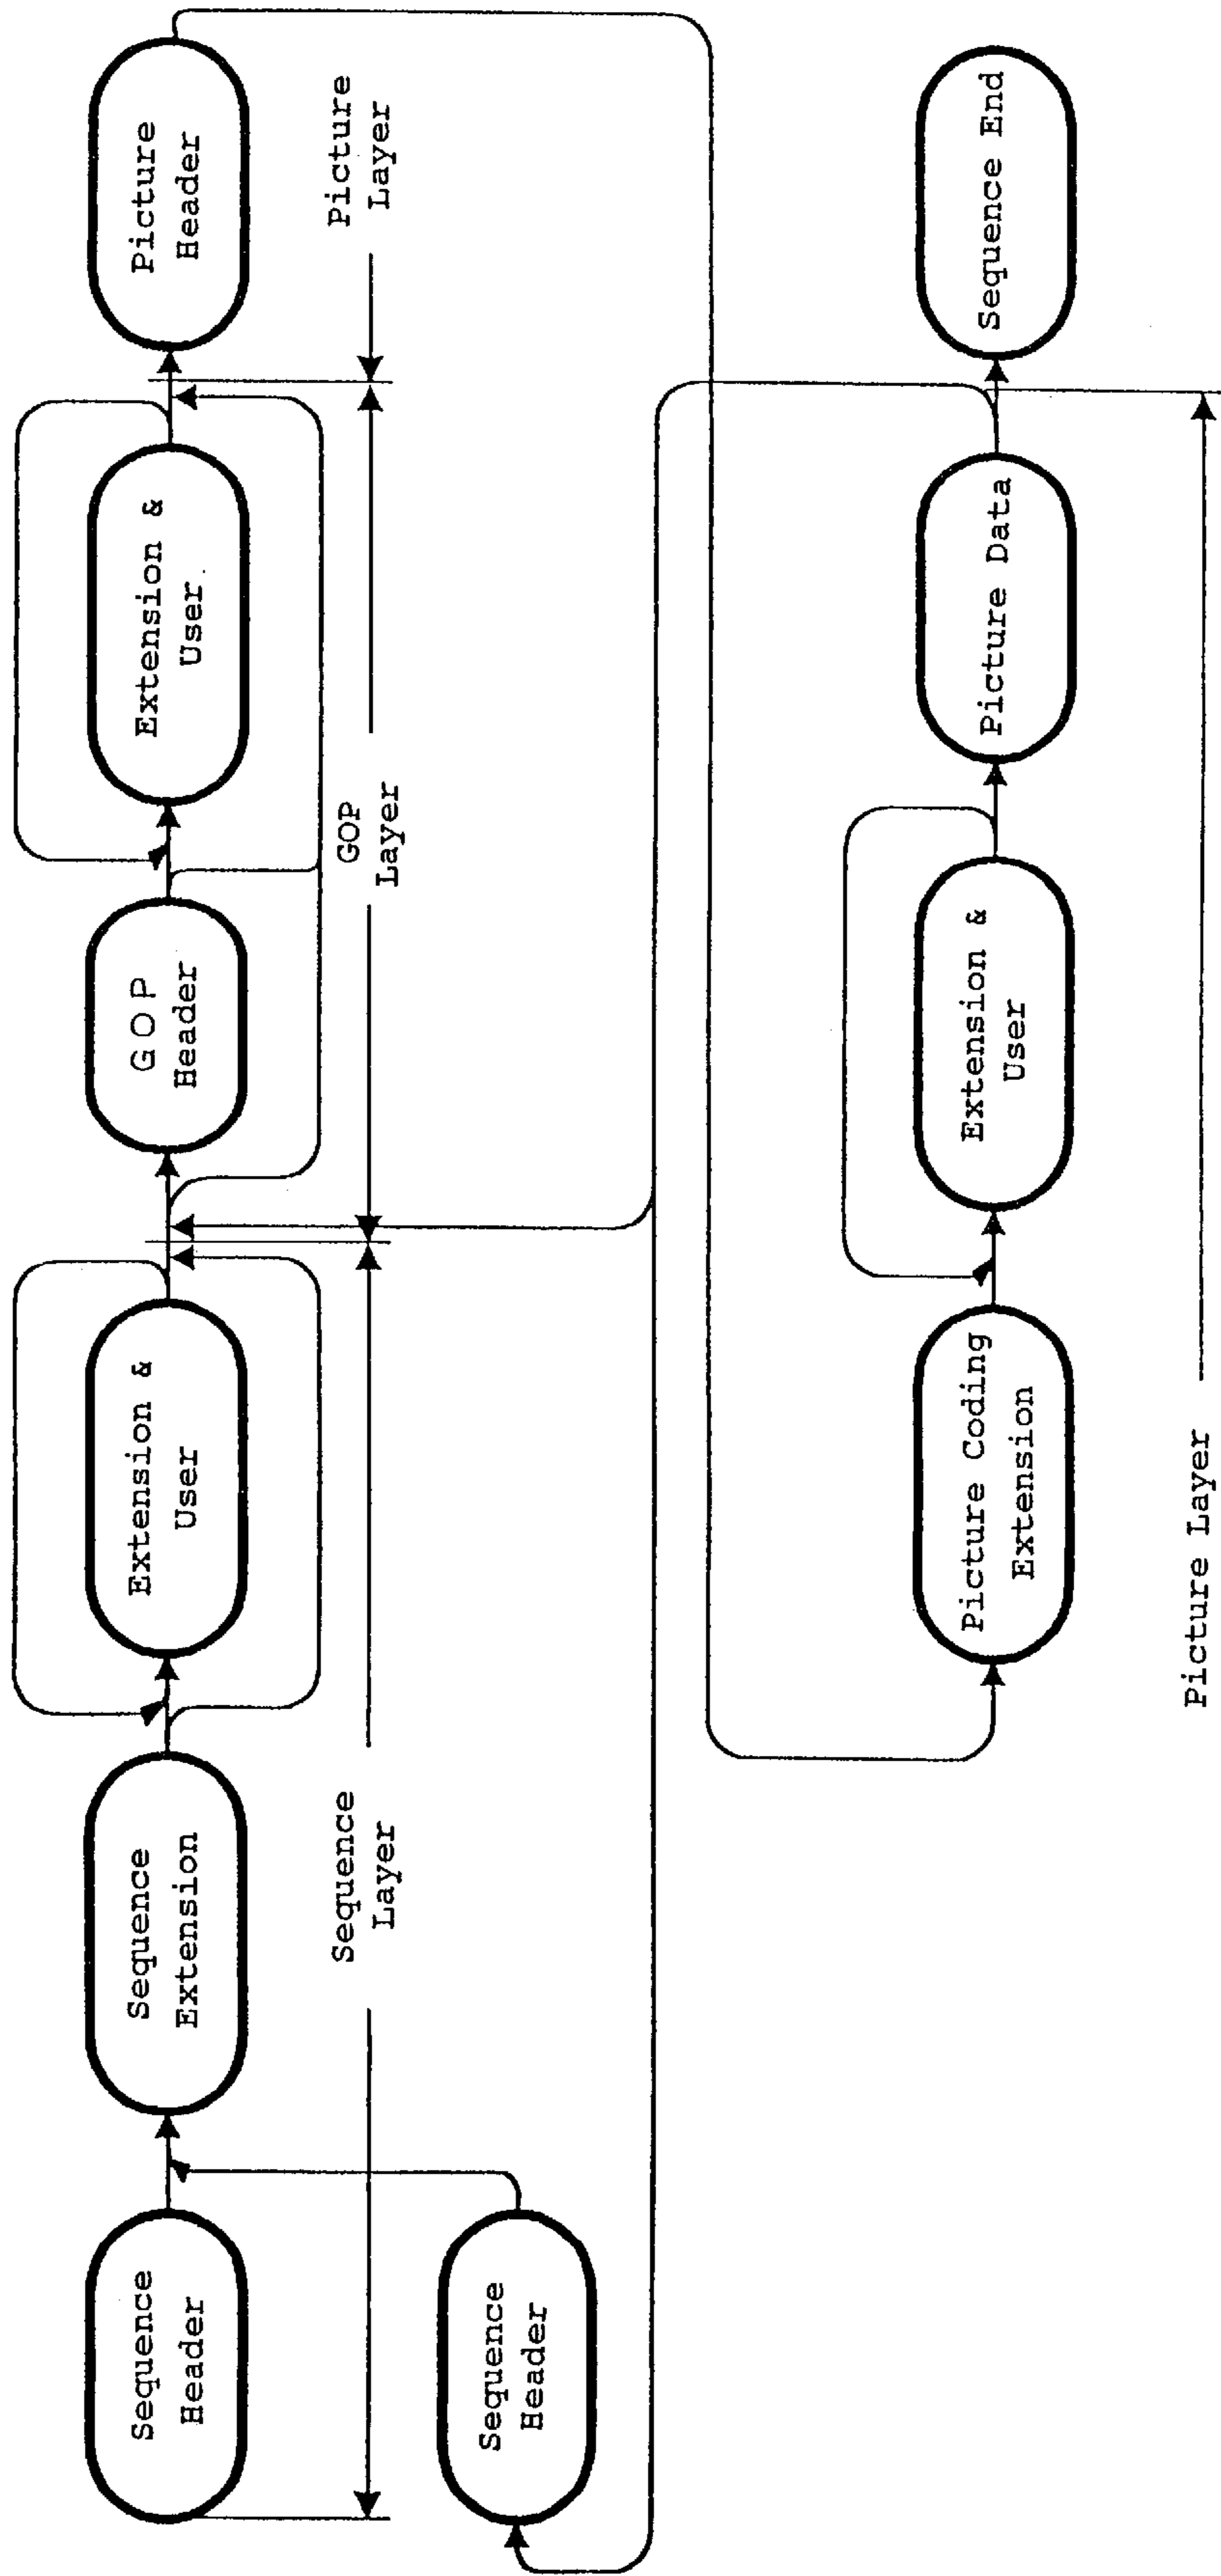 Sequence
Header
Sequence
Extension
Extension &
User
GOP
Header
Extension &
User
Picture
Header
Sequence
Layer
GOP
Layer
Picture
Layer
Sequence
Header
Picture Coding
Extension
Extension &
User
Picture Data
Sequence End
Picture Layer